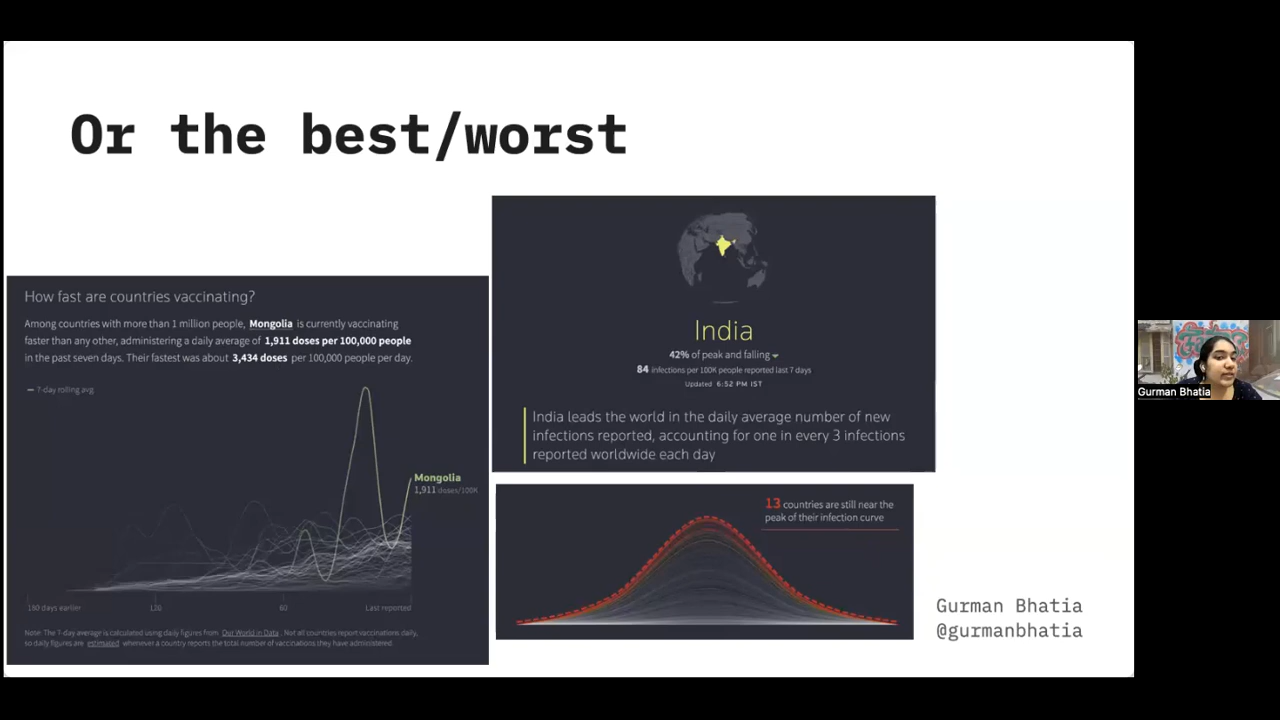 Or the best/worst
How fast are countries vaccinating?
Among countries with more than 1 million people, Mongolia is currently vaccinating
faster than any other, administering a daily average of 1,911 doses per 100,000 people
in the past seven days. Their fastest was about 3,434 doses per 100,000 people per day.
7-day rolling avg
Mongolia
1,911 doses/100K
180 days earlier 120 60 Last reported
Note: The 7-day average is calculated using daily figures from Our World in Data . Not all countries report vaccinations daily,
so daily figures are estimated whenever a country reports the total number of vaccinations they have administered.
India
42% of peak and falling
84 infections per 100K people reported last 7 days
Updated 6:52 PM IST
India leads the world in the daily average number of new
infections reported, accounting for one in every 3 infections
reported worldwide each day
13 countries are still near the
peak of their infection curve
Gurman Bhatia
@gurmanbhatia
Gurman Bhatia